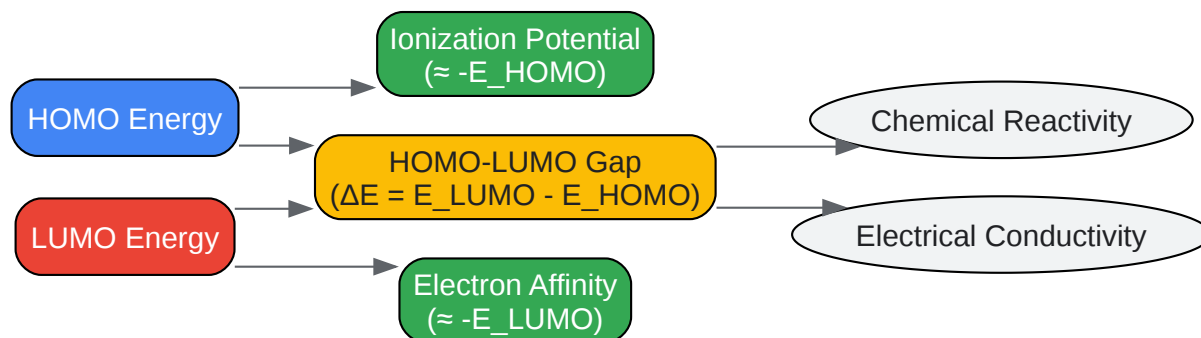 Ionization Potential
(≈ -E_HOMO)
HOMO Energy
Chemical Reactivity
HOMO-LUMO Gap
(ΔE = E_LUMO - E_HOMO)
LUMO Energy
Electrical Conductivity
Electron Affinity
(≈ -E_LUMO)